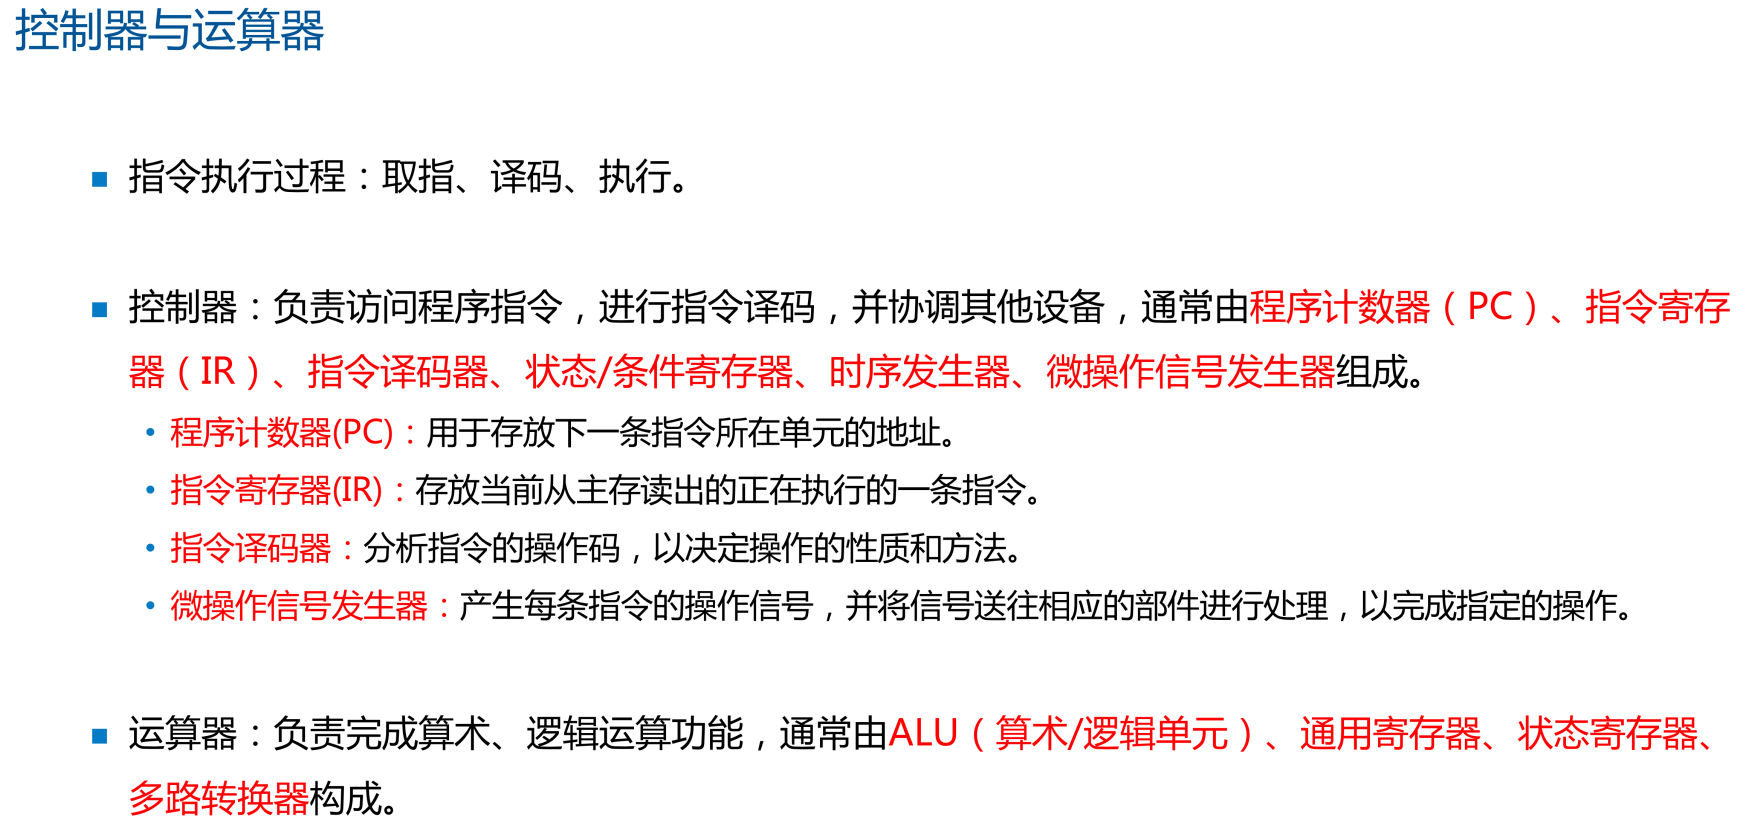 控制器与运算器
■ 指令执行过程：取指、译码、执行。
■ 控制器：负责访问程序指令，进行指令译码，并协调其他设备，通常由程序计数器（PC）、指令寄存
器（IR）、指令译码器、状态/条件寄存器、时序发生器、微操作信号发生器组成。
• 程序计数器(PC)：用于存放下一条指令所在单元的地址。
• 指令寄存器(IR)：存放当前从主存读出的正在执行的一条指令。
• 指令译码器：分析指令的操作码，以决定操作的性质和方法。
• 微操作信号发生器：产生每条指令的操作信号，并将信号送往相应的部件进行处理，以完成指定的操作。
■ 运算器：负责完成算术、逻辑运算功能，通常由ALU（算术/逻辑单元）、通用寄存器、状态寄存器、
多路转换器构成。